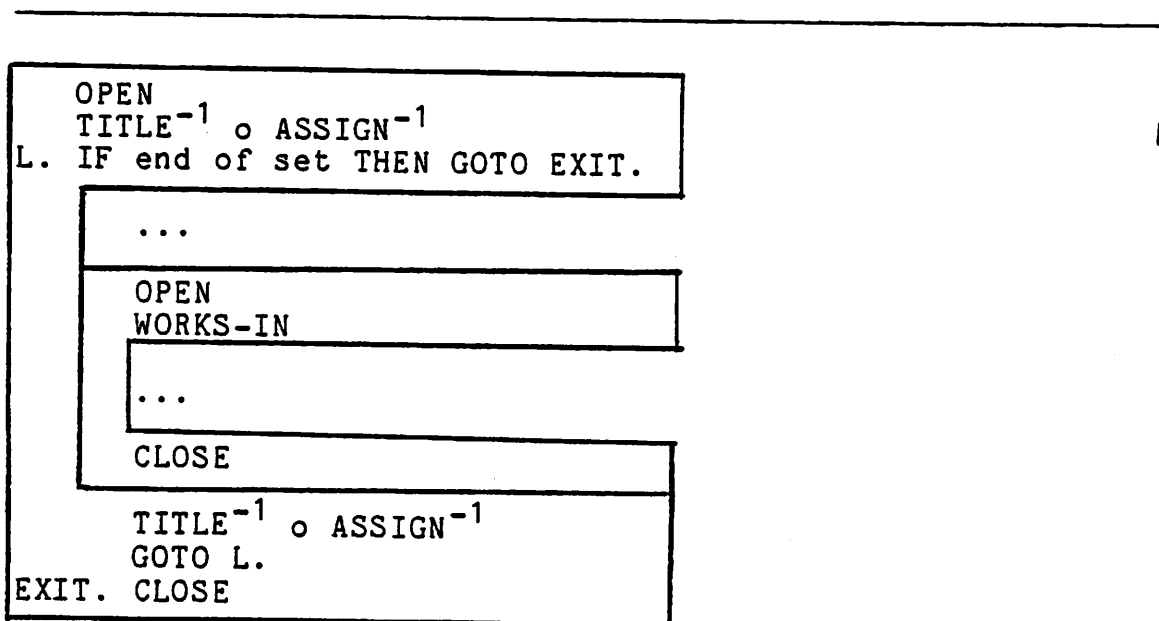 OPEN
TITLE⁻¹ o ASSIGN⁻¹
L. IF end of set THEN GOTO EXIT.
...
OPEN
WORKS-IN
...
CLOSE
TITLE⁻¹ o ASSIGN⁻¹
GOTO L.
EXIT. CLOSE